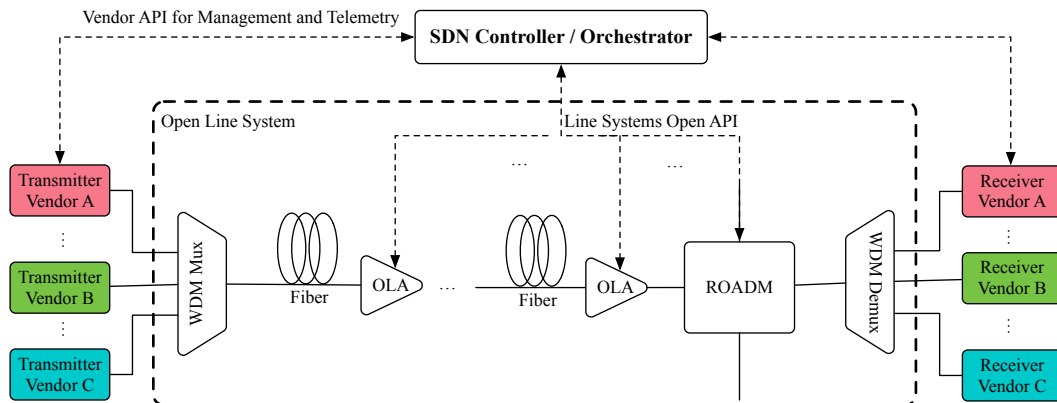 Vendor API for Management and Telemetry
SDN Controller / Orchestrator
Open Line System
Line Systems Open API
...
...
Transmitter
Vendor A
...
Transmitter
Vendor B
...
Transmitter
Vendor C
WDM Mux
Fiber
OLA
...
Fiber
OLA
ROADM
WDM Demux
Receiver
Vendor A
...
Receiver
Vendor B
...
Receiver
Vendor C